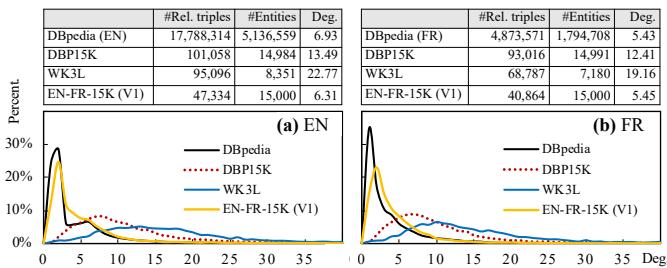 #Rel. triples #Entities Deg.
DBpedia (EN) 17,788,314 5,136,559 6.93
DBP15K 101,058 14,984 13.49
WK3L 95,096 8,351 22.77
EN-FR-15K (V1) 47,334 15,000 6.31
#Rel. triples #Entities Deg.
DBpedia (FR) 4,873,571 1,794,708 5.43
DBP15K 93,016 14,991 12.41
WK3L 68,787 7,180 19.16
EN-FR-15K (V1) 40,864 15,000 5.45
Percent.
30%
20%
10%
0%
(a) EN
DBpedia
DBP15K
WK3L
EN-FR-15K (V1)
0 5 10 15 20 25 30 35
(b) FR
DBpedia
DBP15K
WK3L
EN-FR-15K (V1)
0 5 10 15 20 25 30 35 Deg.